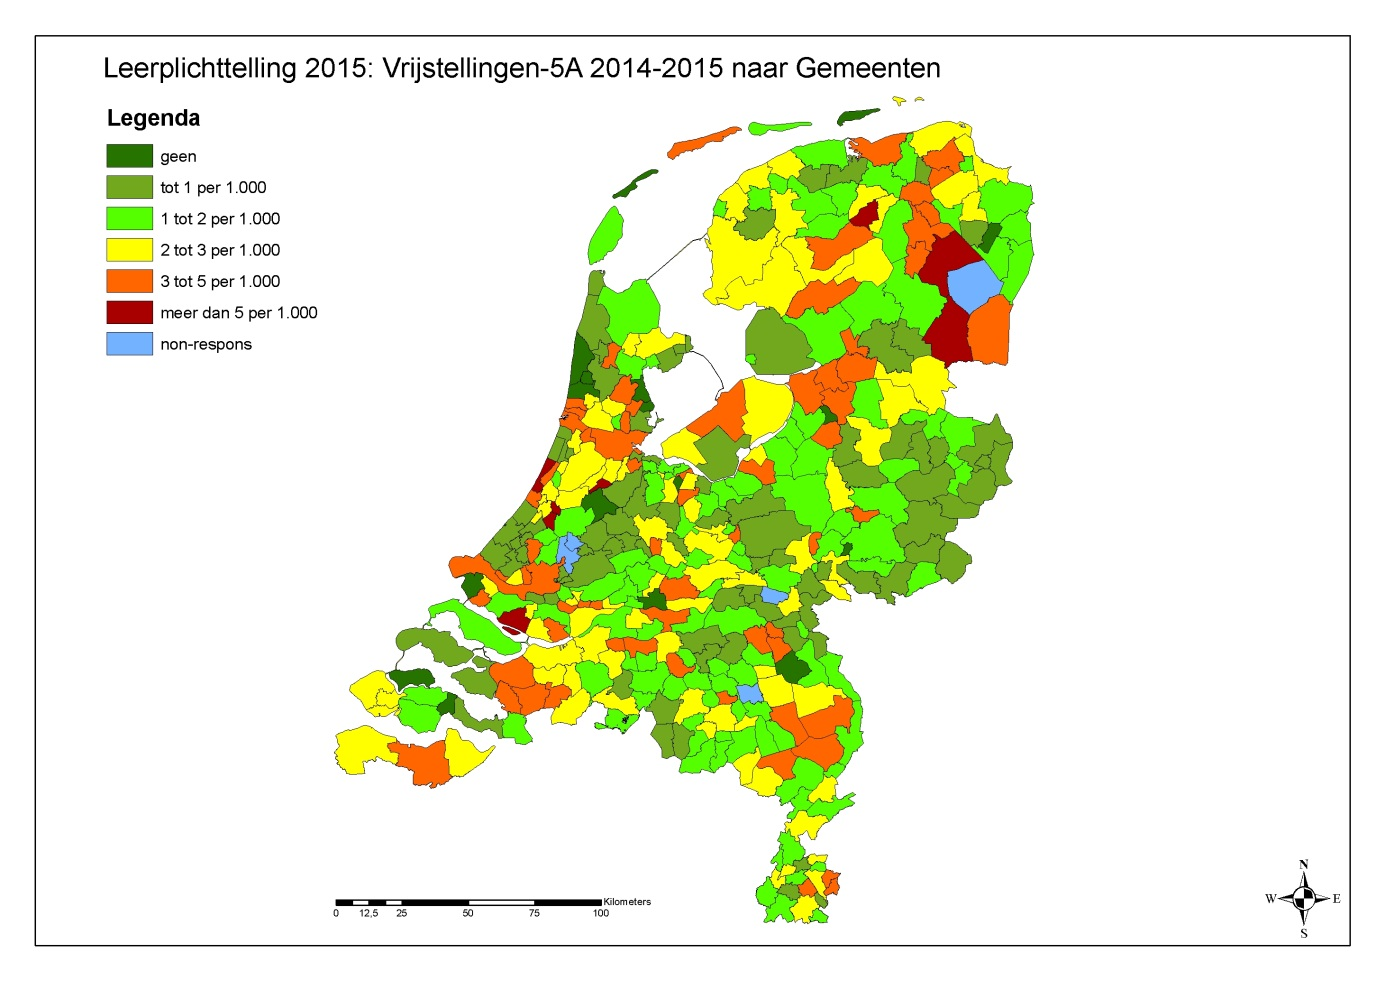 Leerplichttelling 2015: Vrijstellingen-5A 2014-2015 naar Gemeenten
Legenda
geen
tot 1 per 1.000
1 tot 2 per 1.000
2 tot 3 per 1.000
3 tot 5 per 1.000
meer dan 5 per 1.000
non-respons
Kilometers
0 12,5 25 50 75 100
N
W E
S